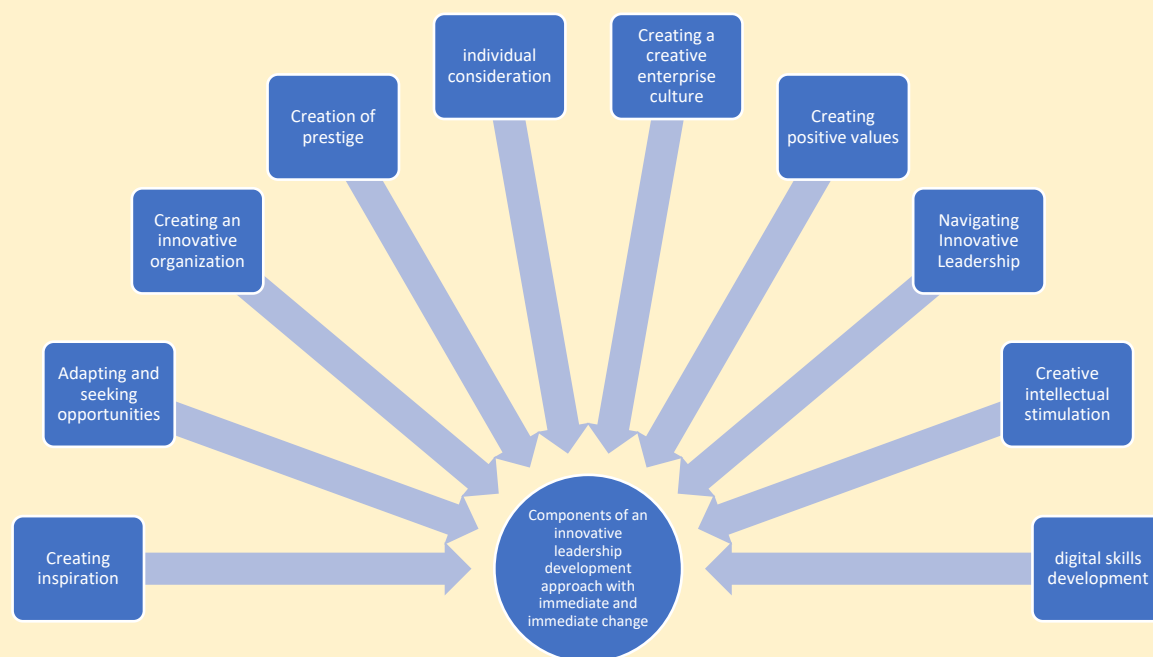 individual
consideration
Creating a
creative
enterprise
culture
Creation of
prestige
Creating
positive values
Creating an
innovative
organization
Navigating
Innovative
Leadership
Adapting and
seeking
opportunities
Creative
intellectual
stimulation
Creating
inspiration
Components of an
innovative
leadership
development
approach with
immediate and
immediate change
digital skills
development